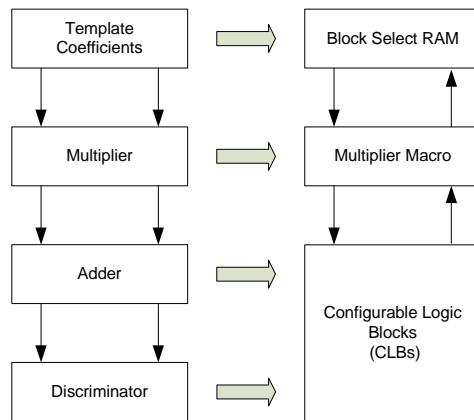 Template
Coefficients
Block Select RAM
Multiplier
Multiplier Macro
Adder
Configurable Logic
Blocks
(CLBs)
Discriminator